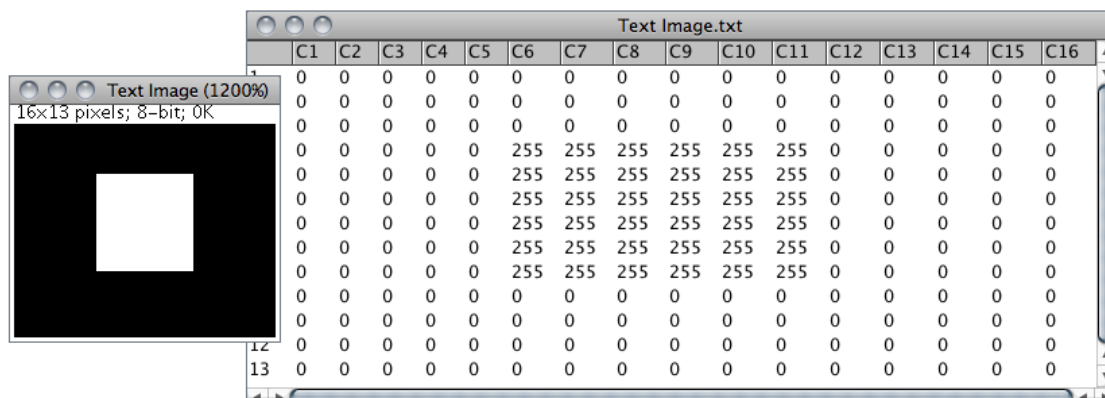 Text Image.txt
C1 C2 C3 C4 C5 C6 C7 C8 C9 C10 C11 C12 C13 C14 C15 C16
0 0 0 0 0 0 0 0 0 0 0 0 0 0 0 0
Text Image (1200%)
0 0 0 0 0 0 0 0 0 0 0 0 0 0 0 0
16x13 pixels; 8-bit; 0K
0 0 0 0 0 0 0 0 0 0 0 0 0 0 0 0
0 0 0 0 0 255 255 255 255 255 255 0 0 0 0 0
0 0 0 0 0 255 255 255 255 255 255 0 0 0 0 0
0 0 0 0 0 255 255 255 255 255 255 0 0 0 0 0
0 0 0 0 0 255 255 255 255 255 255 0 0 0 0 0
0 0 0 0 0 255 255 255 255 255 255 0 0 0 0 0
0 0 0 0 0 255 255 255 255 255 255 0 0 0 0 0
0 0 0 0 0 0 0 0 0 0 0 0 0 0 0 0
0 0 0 0 0 0 0 0 0 0 0 0 0 0 0 0
12 0 0 0 0 0 0 0 0 0 0 0 0 0 0 0 0
13 0 0 0 0 0 0 0 0 0 0 0 0 0 0 0 0